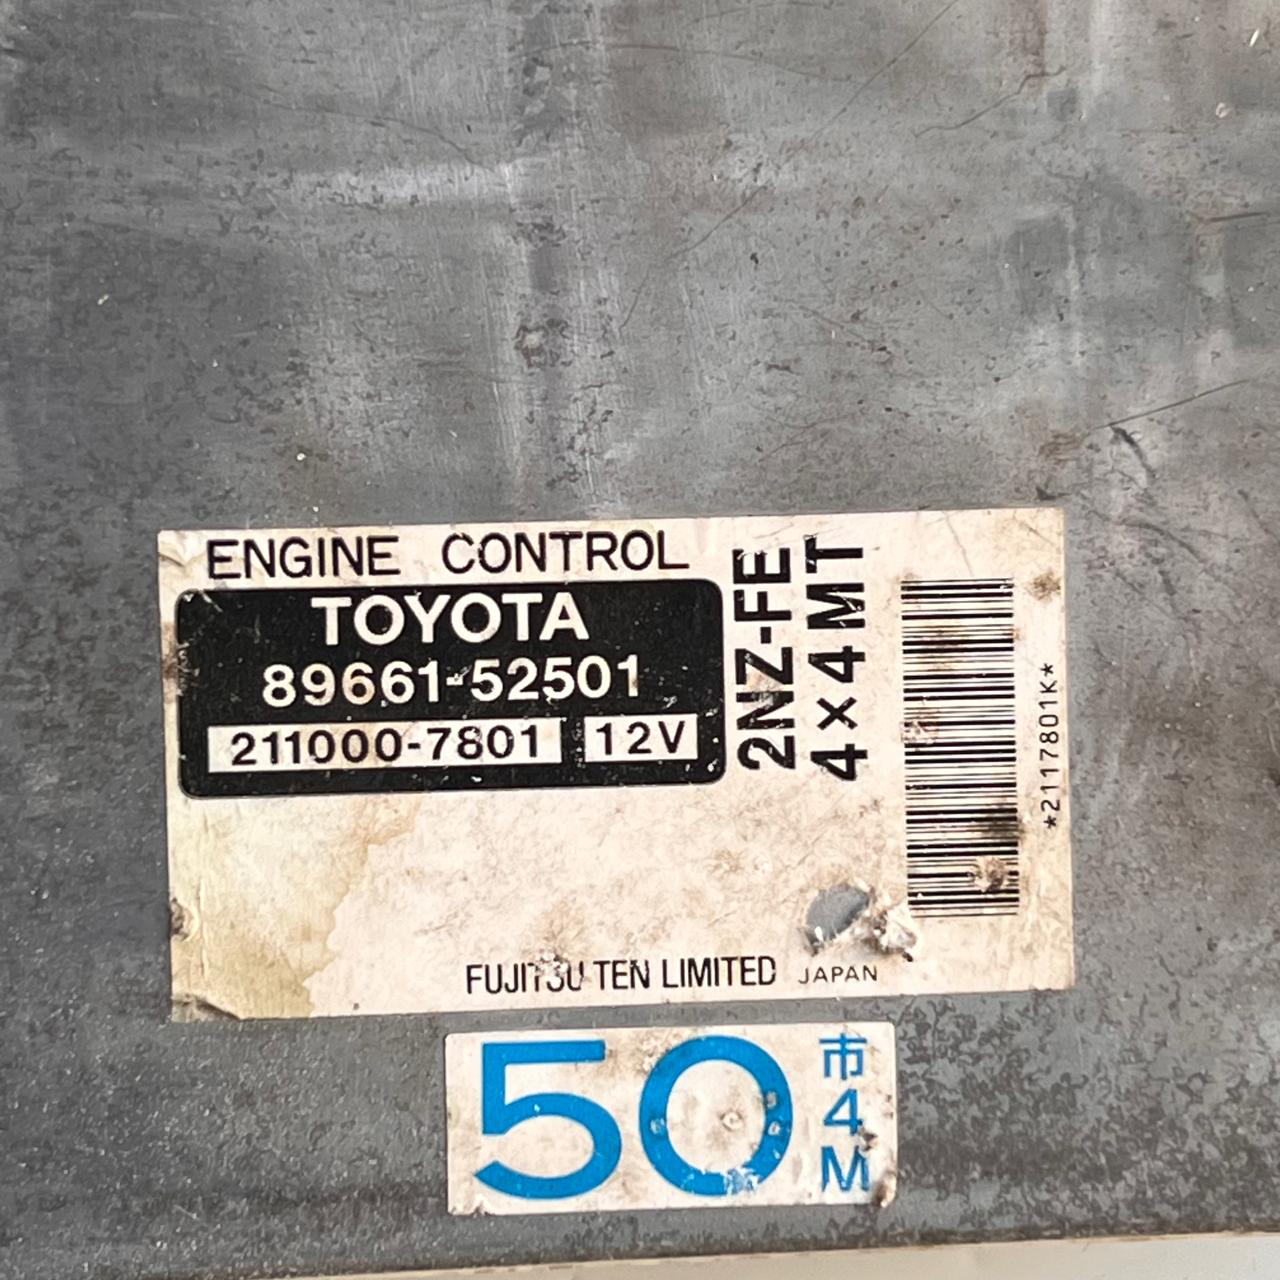 ENGINE CONTROL
TOYOTA
89661-52501
211000-7801 12V
2NZ-FE
4×4 MT
*2117801K*
FUJITSU TEN LIMITED JAPAN
50
市
4
M